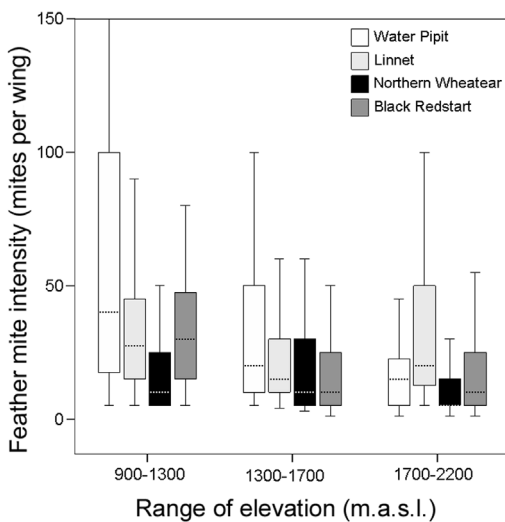 Feather mite intensity (mites per wing)
150
100
50
0
Water Pipit
Linnet
Northern Wheatear
Black Redstart
900-1300
1300-1700
1700-2200
Range of elevation (m.a.s.l.)